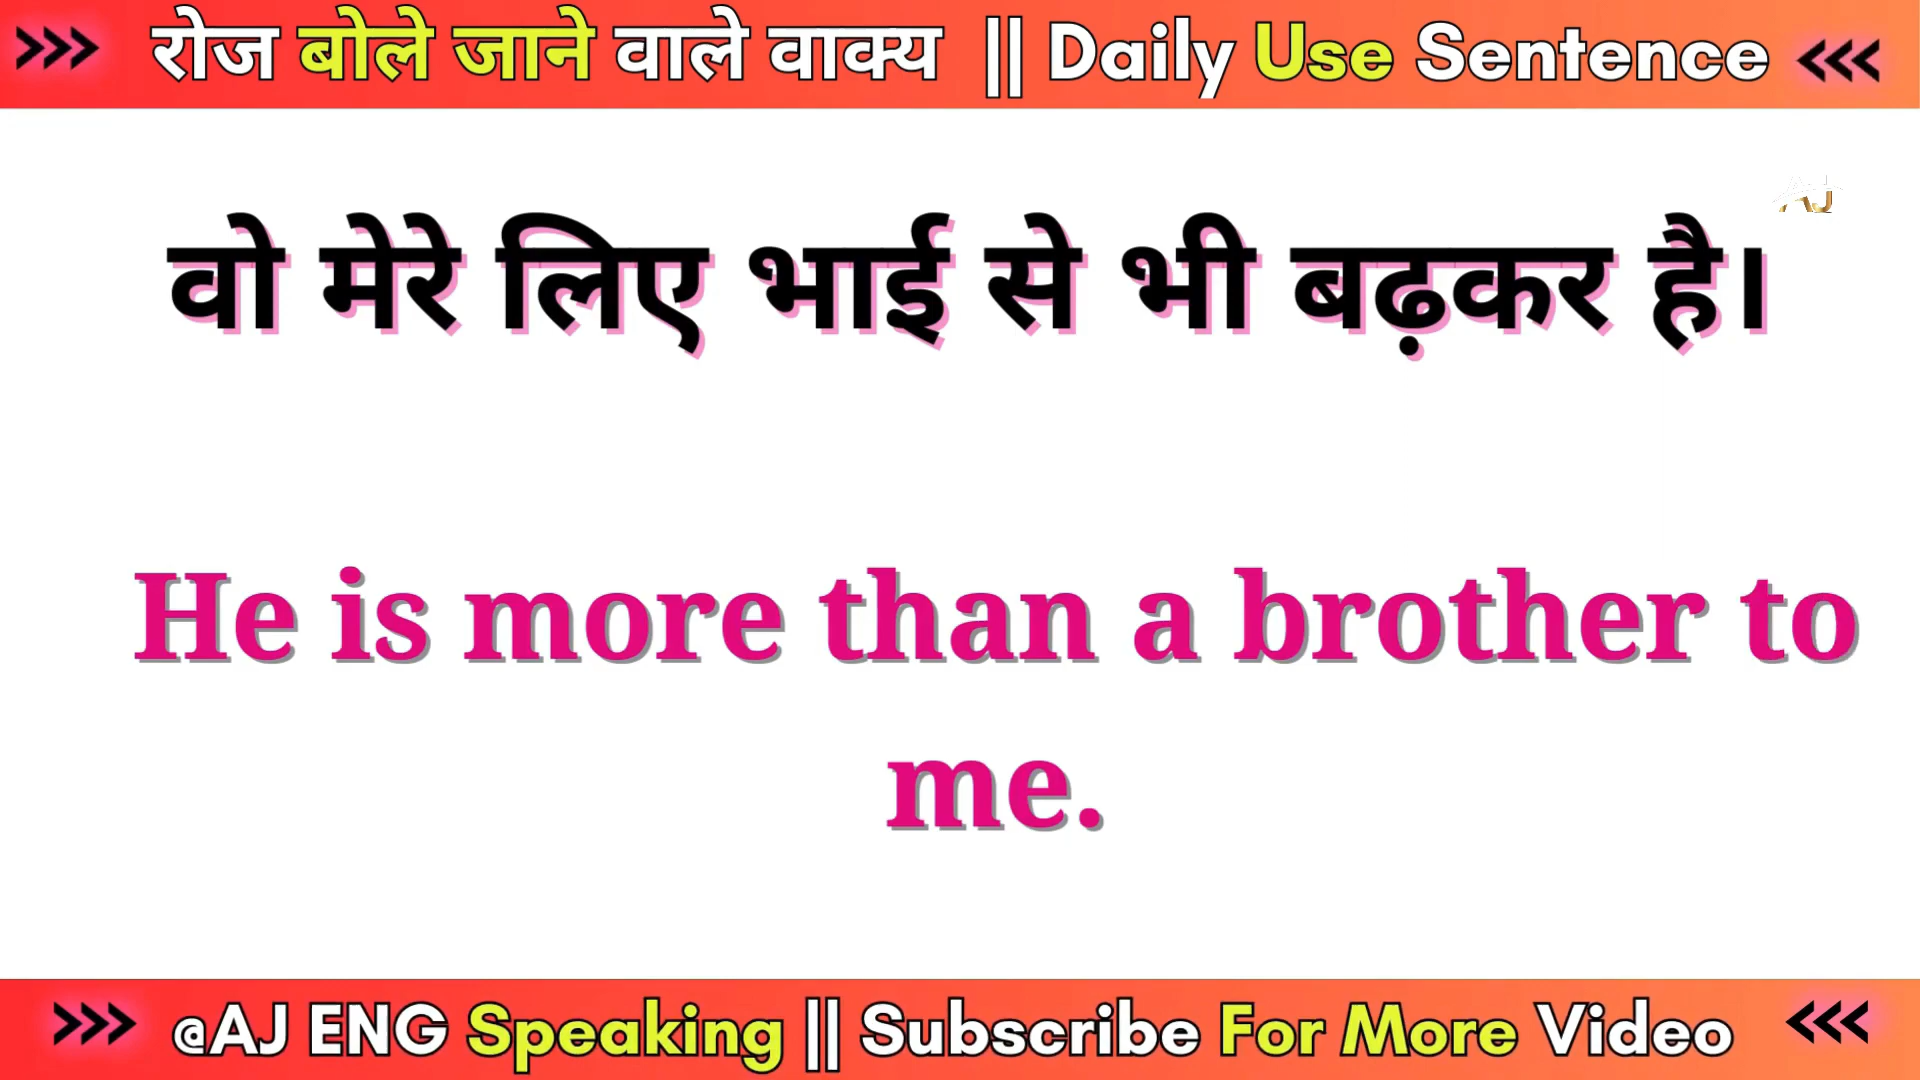 >>> रोज बोले जाने वाले वाक्य || Daily Use Sentence <<<
AJ
वो मेरे लिए भाई से भी बढ़कर है।
He is more than a brother to
me.
>>> @AJ ENG Speaking || Subscribe For More Video <<<